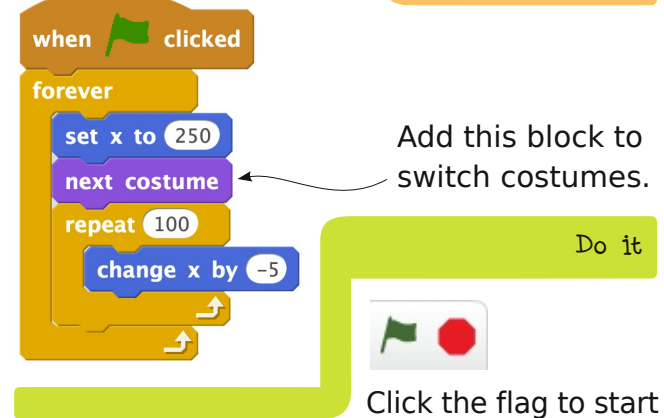 when clicked
forever
set x to 250
next costume
repeat 100
change x by -5
Add this block to
switch costumes.
Do it
Click the flag to start